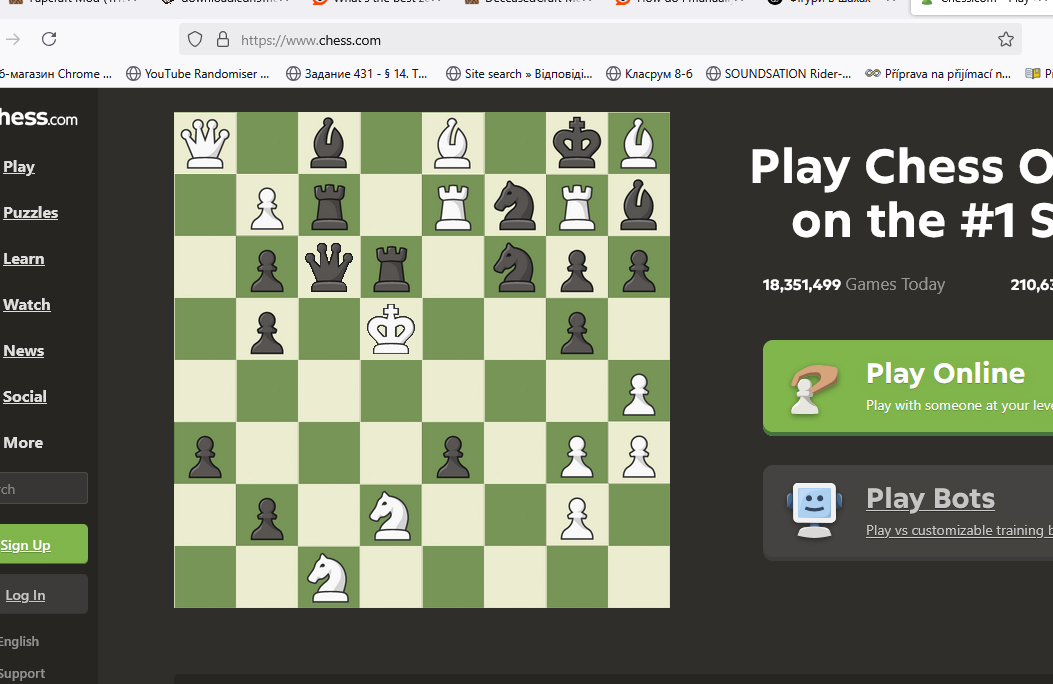 https://www.chess.com
б-магазин Chrome ... YouTube Randomiser ... Задание 431 - § 14. Т... Site search » Відповіді... Класрум 8-б SOUNDSATION Rider-... Příprava na přijímací n...
hess.com
Play
Puzzles
Learn
Watch
News
Social
More
rch
Sign Up
Log In
English
Support
Play Chess O
on the #1 S
18,351,499 Games Today 210,63
Play Online
Play with someone at your leve
Play Bots
Play vs customizable training b